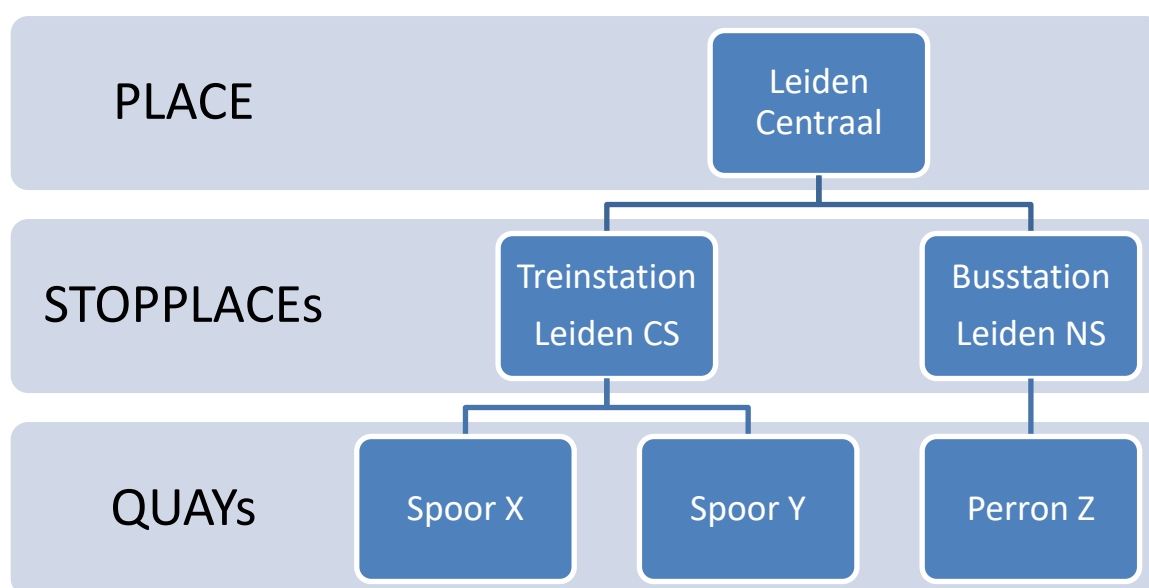 PLACE
Leiden
Centraal
STOPPLACEs
Treinstation
Leiden CS
Busstation
Leiden NS
QUAYs
Spoor X
Spoor Y
Perron Z